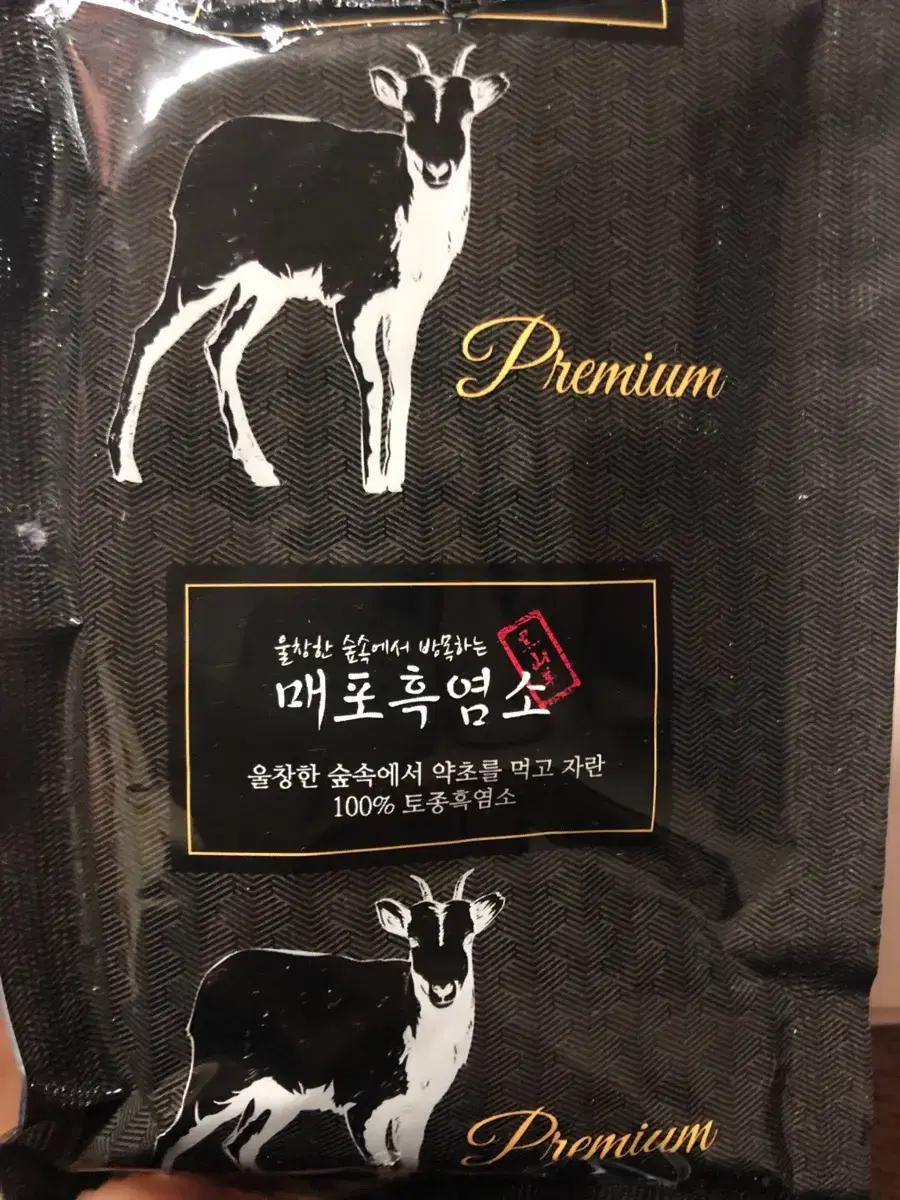 Premium
울창한 숲속에서 방목하는
매포흑염소
울창한 숲속에서 약초를 먹고 자란
100% 토종흑염소
Premium